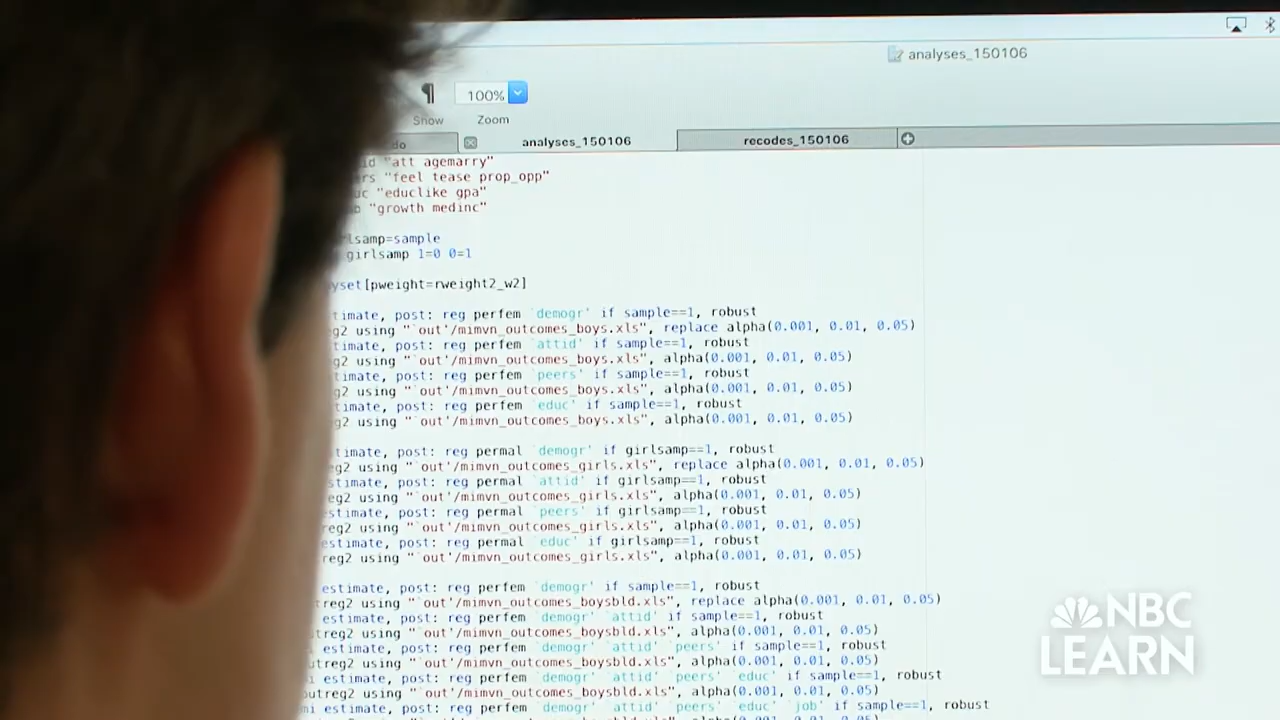 analyses_150106
100%
Show
Zoom
do
analyses_150106
recodes_150106
id "att agemarry"
rs "feel tease prop_opp"
uc "educlike gpa"
b "growth medinc"
rlsamp=sample
girlsamp 1=0 0=1
yset[pweight=rweight2_w2]
timate, post: reg perfem `demogr' if sample==1, robust
g2 using "`out'/mimvn_outcomes_boys.xls", replace alpha(0.001, 0.01, 0.05)
timate, post: reg perfem `attid' if sample==1, robust
g2 using "`out'/mimvn_outcomes_boys.xls", alpha(0.001, 0.01, 0.05)
timate, post: reg perfem `peers' if sample==1, robust
g2 using "`out'/mimvn_outcomes_boys.xls", alpha(0.001, 0.01, 0.05)
timate, post: reg perfem `educ' if sample==1, robust
g2 using "`out'/mimvn_outcomes_boys.xls", alpha(0.001, 0.01, 0.05)
timate, post: reg permal `demogr' if girlsamp==1, robust
g2 using "`out'/mimvn_outcomes_girls.xls", replace alpha(0.001, 0.01, 0.05)
stimate, post: reg permal `attid' if girlsamp==1, robust
eg2 using "`out'/mimvn_outcomes_girls.xls", alpha(0.001, 0.01, 0.05)
stimate, post: reg permal `peers' if girlsamp==1, robust
reg2 using "`out'/mimvn_outcomes_girls.xls", alpha(0.001, 0.01, 0.05)
estimate, post: reg permal `educ' if girlsamp==1, robust
reg2 using "`out'/mimvn_outcomes_girls.xls", alpha(0.001, 0.01, 0.05)
estimate, post: reg perfem `demogr' if sample==1, robust
treg2 using "`out'/mimvn_outcomes_boysbld.xls", replace alpha(0.001, 0.01, 0.05)
estimate, post: reg perfem `demogr' `attid' if sample==1, robust
utreg2 using "`out'/mimvn_outcomes_boysbld.xls", alpha(0.001, 0.01, 0.05)
i estimate, post: reg perfem `demogr' `attid' `peers' if sample==1, robust
utreg2 using "`out'/mimvn_outcomes_boysbld.xls", alpha(0.001, 0.01, 0.05)
i estimate, post: reg perfem `demogr' `attid' `peers' `educ' if sample==1, robust
outreg2 using "`out'/mimvn_outcomes_boysbld.xls", alpha(0.001, 0.01, 0.05)
mi estimate, post: reg perfem `demogr' `attid' `peers' `educ' `job' if sample==1, robust
NBC
LEARN